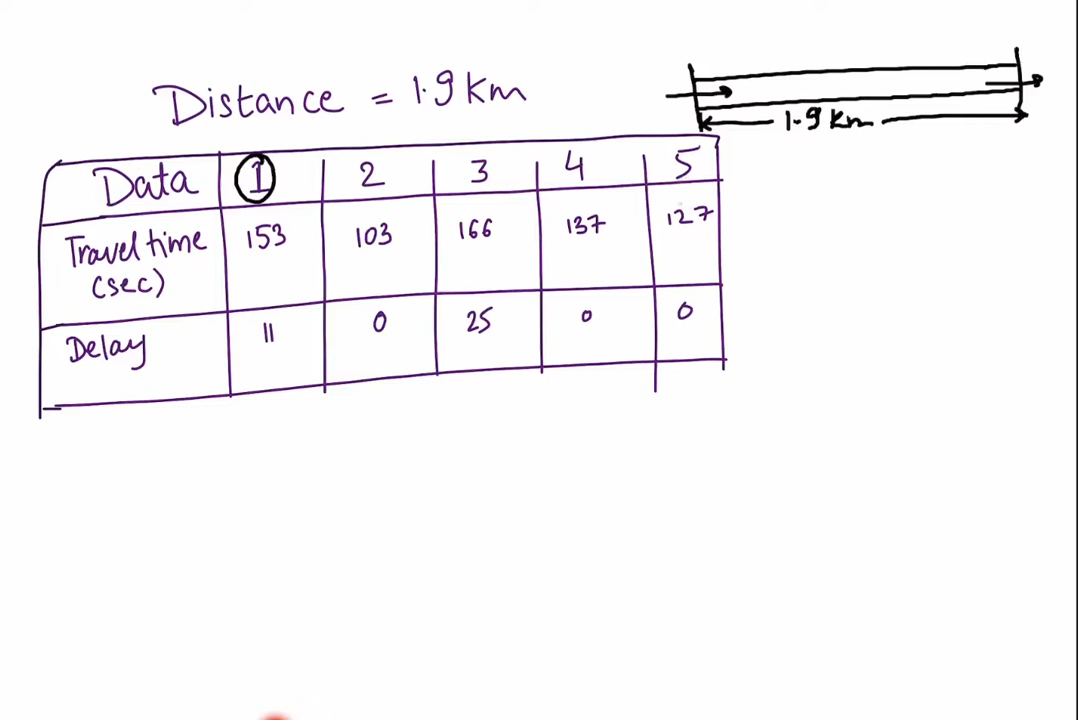 Distance = 1.9 Km
1.9 Km
Data 1 2 3 4 5
Travel time (sec) 153 103 166 137 127
Delay 11 0 25 0 0